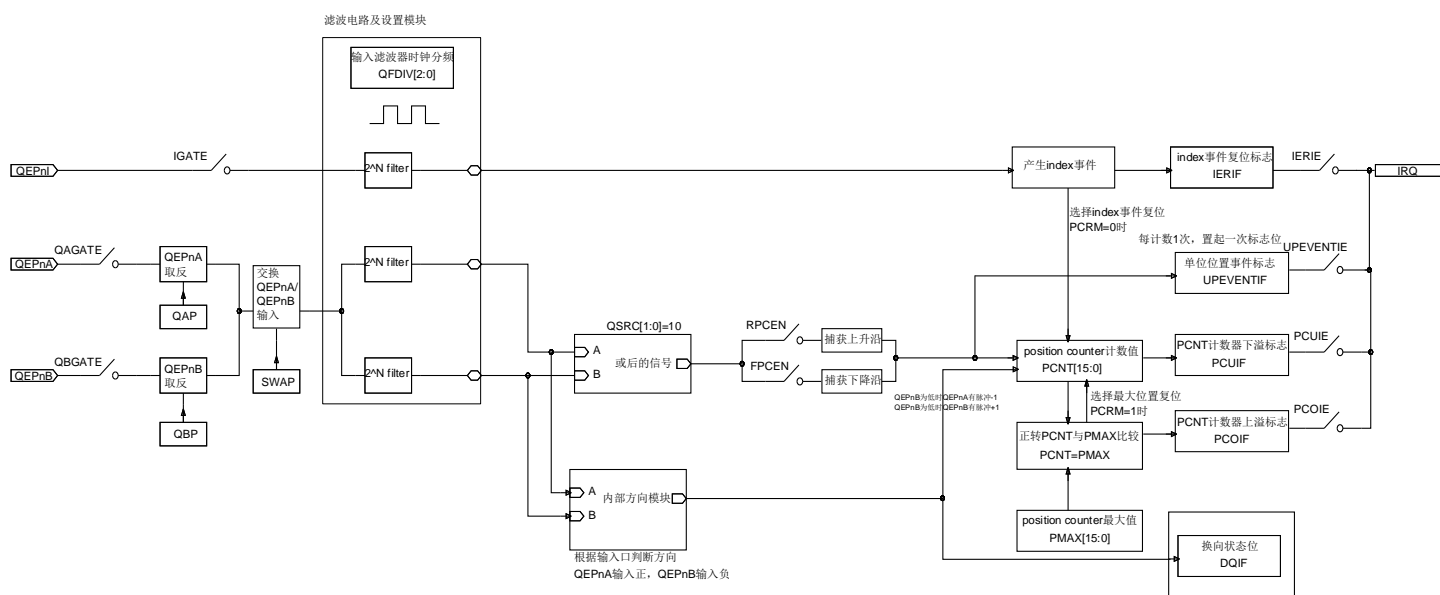 滤波电路及设置模块
输入滤波器时钟分频
QFDIV[2:0]
QEPnI
IGATE
2^N filter
产生index事件
index事件复位标志
IERIF
IERIE
IRQ
选择index事件复位
PCRM=0时
每计数1次，置起一次标志位
QEPnA
QAGATE
QEPnA
取反
QAP
交换
QEPnA/
QEPnB
输入
SWAP
2^N filter
单位位置事件标志
UPEVENTIF
UPEVENTIE
QEPnB
QBGATE
QEPnB
取反
QBP
2^N filter
QSRC[1:0]=10
A
B
或后的信号
RPCEN
捕获上升沿
FPCEN
捕获下降沿
QEPnB为低时QEPnA有脉冲-1
QEPnB为低时QEPnB有脉冲+1
position counter计数值
PCNT[15:0]
PCNT计数器下溢标志
PCUIF
PCUIE
选择最大位置复位
PCRM=1时
正转PCNT与PMAX比较
PCNT=PMAX
PCNT计数器上溢标志
PCOIF
PCOIE
A
B
内部方向模块
根据输入口判断方向
QEPnA输入正，QEPnB输入负
position counter最大值
PMAX[15:0]
换向状态位
DQIF